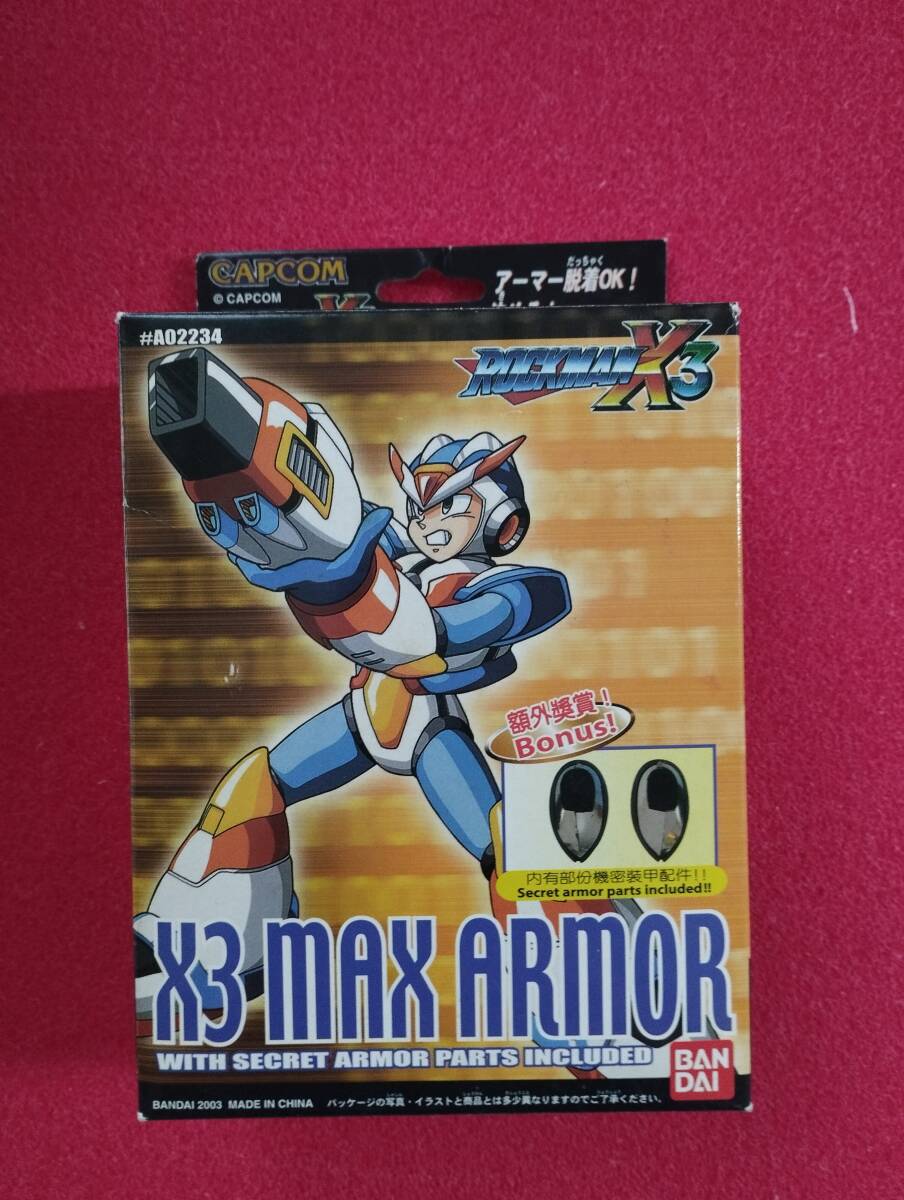 CAPCOM
© CAPCOM
だっちゃく
アーマー脱着OK!
#A02234
ROCKMAN X3
額外獎賞!
Bonus!
内有部份機密裝甲配件!!
Secret armor parts included!!
X3 MAX ARMOR
WITH SECRET ARMOR PARTS INCLUDED
BAN
DAI
BANDAI 2003 MADE IN CHINA パッケージの写真・イラストと商品とは多少異なりますのでご了承ください。